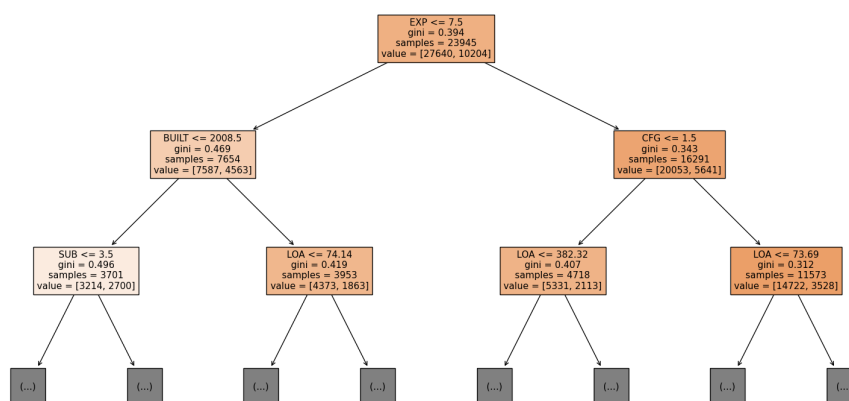 EXP <= 7.5
gini = 0.394
samples = 23945
value = [27640, 10204]
BUILT <= 2008.5
gini = 0.469
samples = 7654
value = [7587, 4563]
CFG <= 1.5
gini = 0.343
samples = 16291
value = [20053, 5641]
SUB <= 3.5
gini = 0.496
samples = 3701
value = [3214, 2700]
LOA <= 74.14
gini = 0.419
samples = 3953
value = [4373, 1863]
LOA <= 382.32
gini = 0.407
samples = 4718
value = [5331, 2113]
LOA <= 73.69
gini = 0.312
samples = 11573
value = [14722, 3528]
(...)
(...)
(...)
(...)
(...)
(...)
(...)
(...)